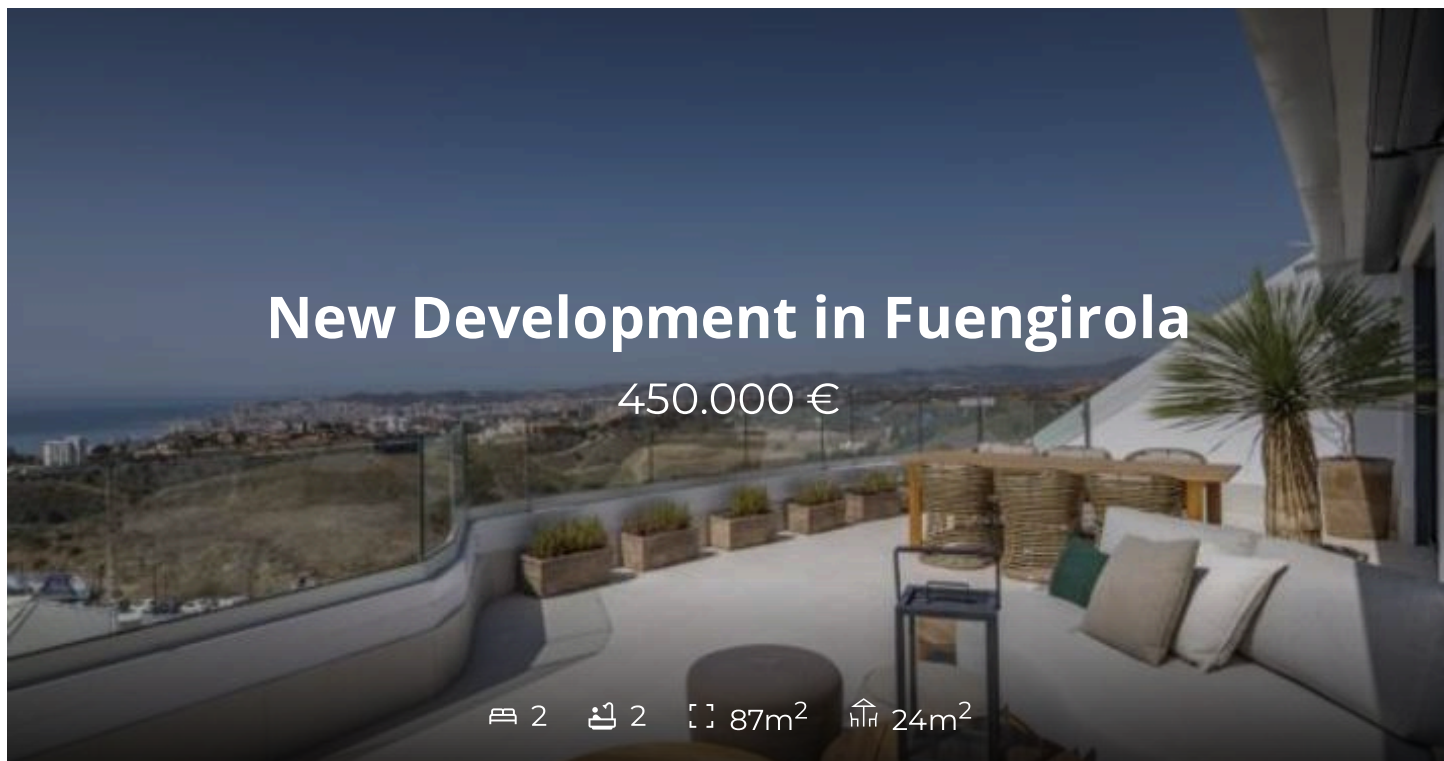 New Development in Fuengirola
450.000 €
2 2 87m² 24m²